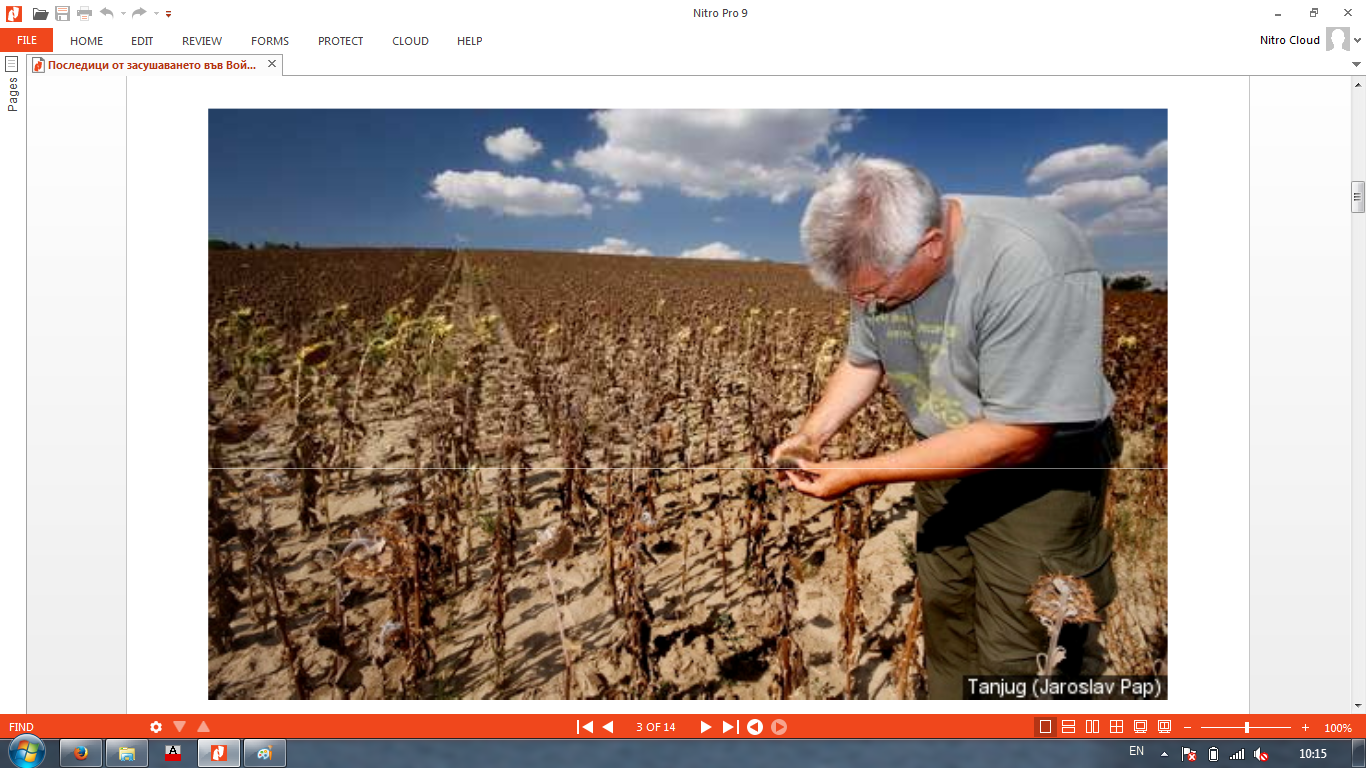 Nitro Pro 9
FILE HOME EDIT REVIEW FORMS PROTECT CLOUD HELP
Nitro Cloud
Последици от засушаването във Вой...
Pages
Tanjug (Jaroslav Pap)
FIND
3 OF 14
100%
EN
10:15